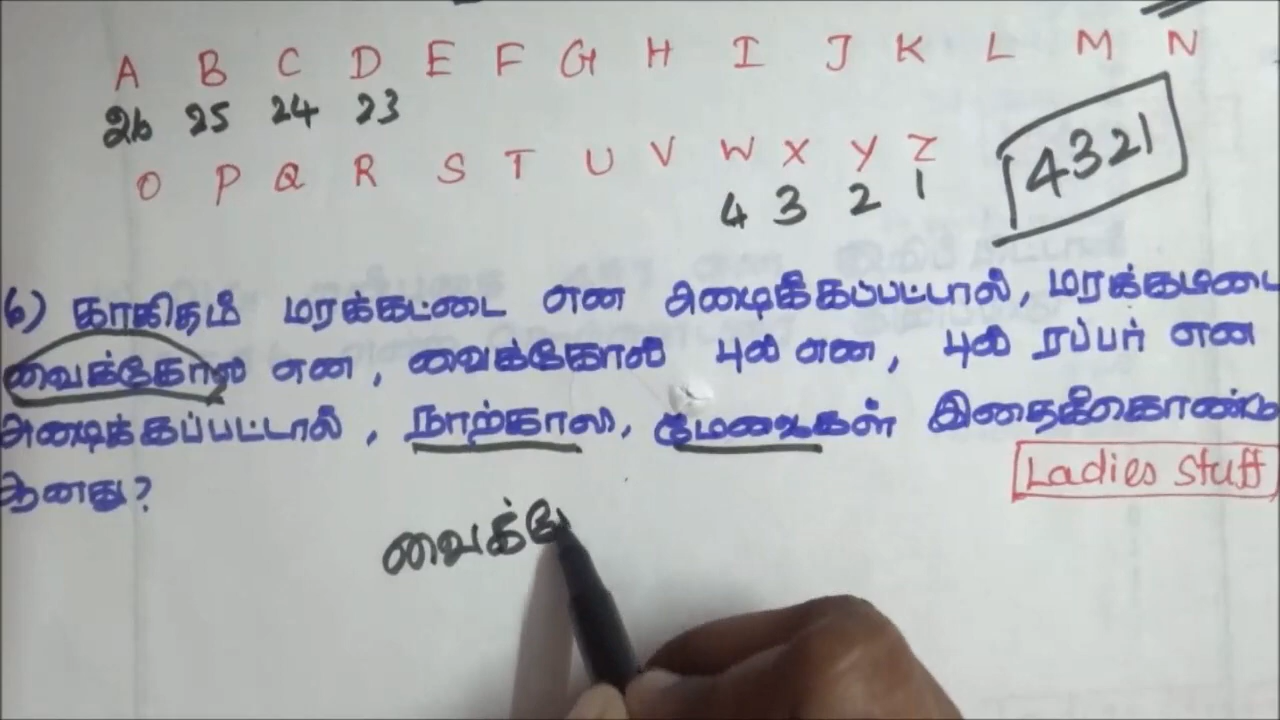 A B C D E F G H I J K L M N
26 25 24 23
O P Q R S T U V W X Y Z
4 3 2 1
4321
6) காகிதம் மரக்கட்டை என அழைக்கப்பட்டால், மரக்கட்டை
வைக்கோல் என, வைக்கோல் புல் என, புல் ரப்பர் என
அழைக்கப்பட்டால், நாற்காலி, மேஜைகள் இதைக்கொண்டு
ஆனது?
Ladies Stuff
வைக்கே